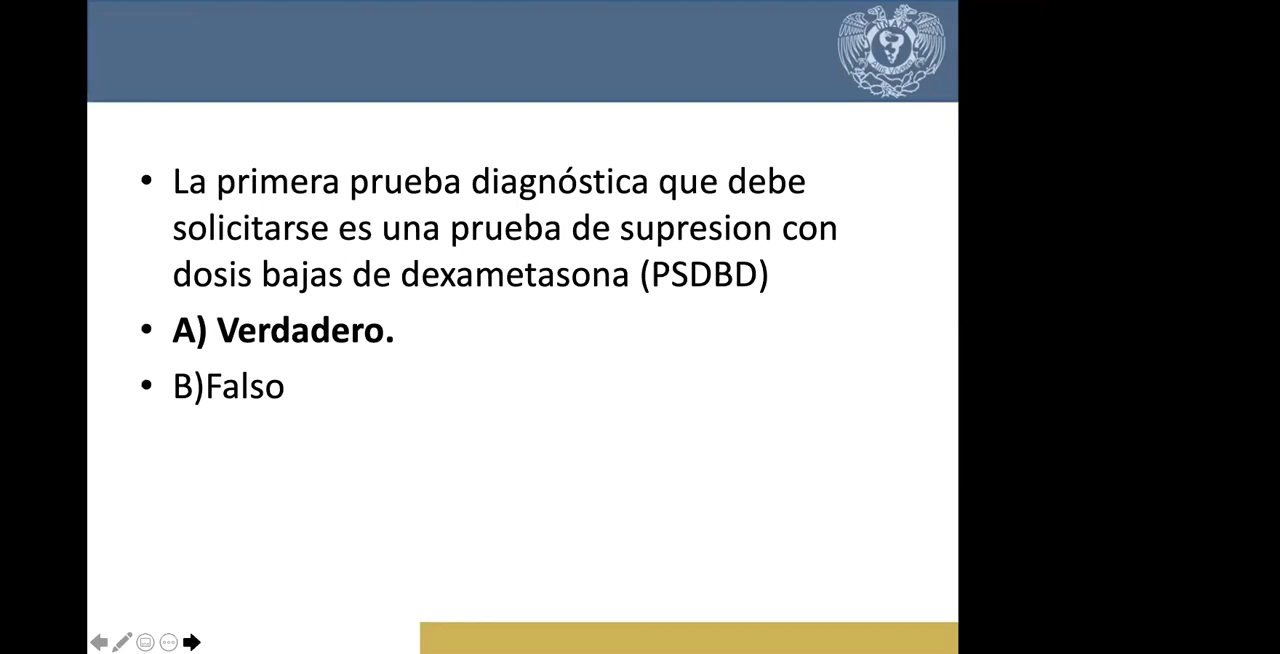 • La primera prueba diagnóstica que debe
solicitarse es una prueba de supresion con
dosis bajas de dexametasona (PSDBD)
• A) Verdadero.
• B)Falso